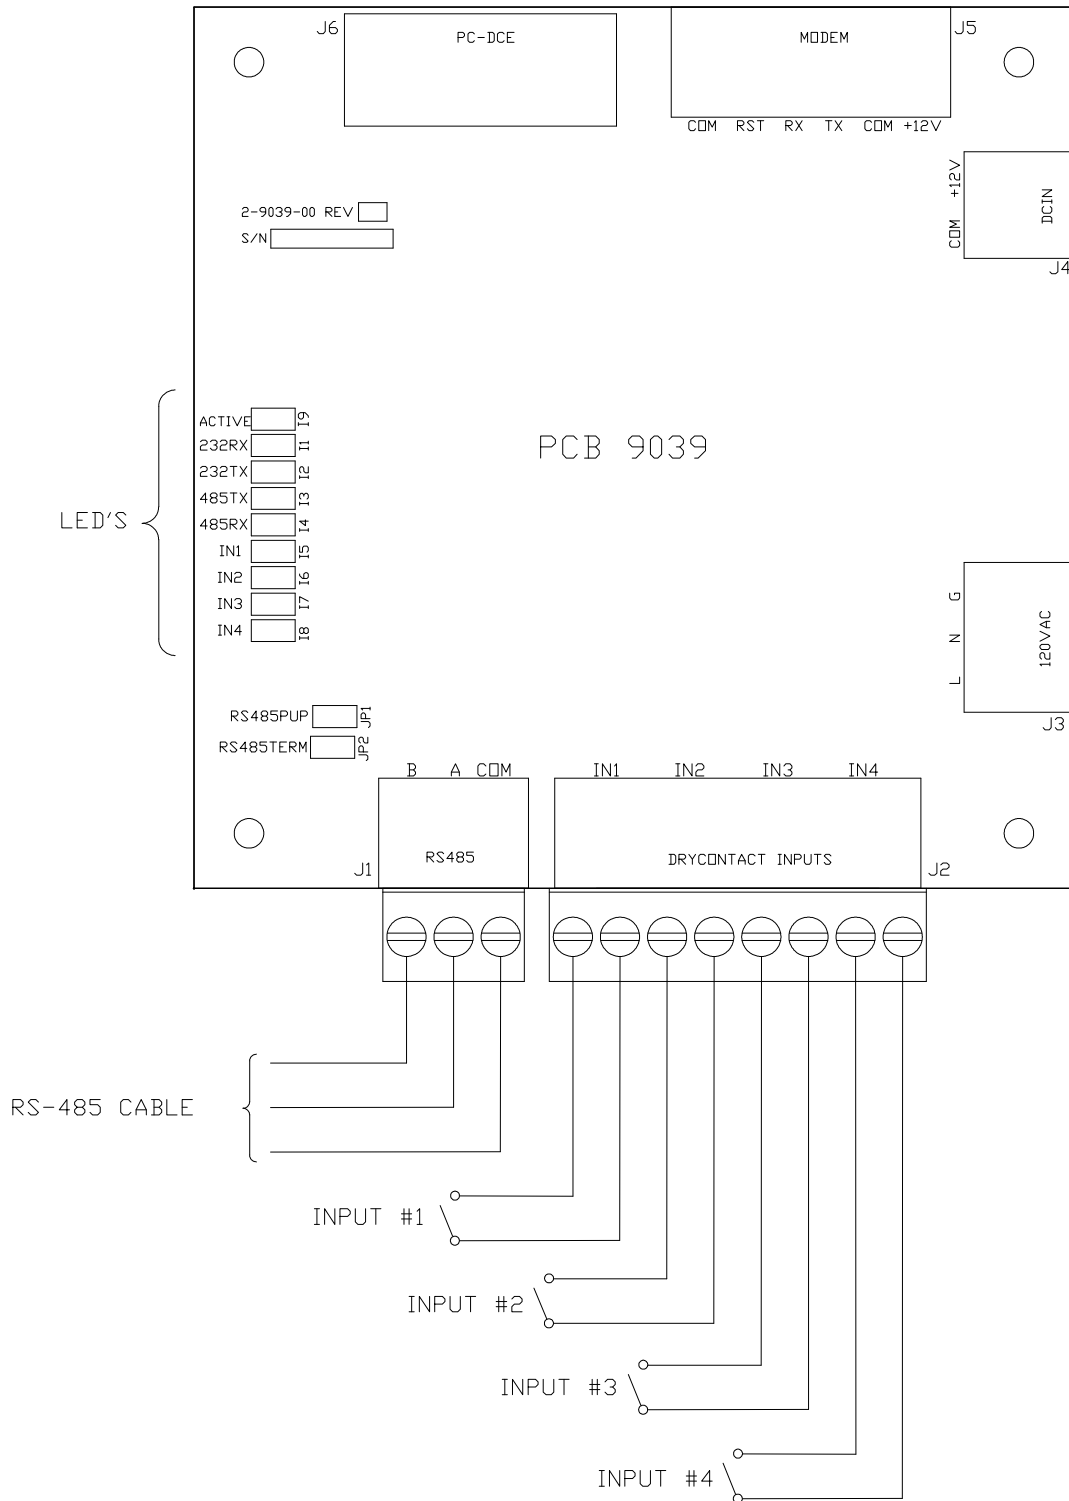 J6
PC-DCE
MODEM
J5
COM RST RX TX COM +12V
+12V
COM
DCIN
J4
2-9039-00 REV
S/N
LED'S
ACTIVE I9
232RX I1
232TX I2
485TX I3
485RX I4
IN1 I5
IN2 I6
IN3 I7
IN4 I8
PCB 9039
G
N
L
120VAC
J3
RS485PUP JP1
RS485TERM JP2
B A COM
IN1 IN2 IN3 IN4
J1
RS485
DRYCONTACT INPUTS
J2
RS-485 CABLE
INPUT #1
INPUT #2
INPUT #3
INPUT #4